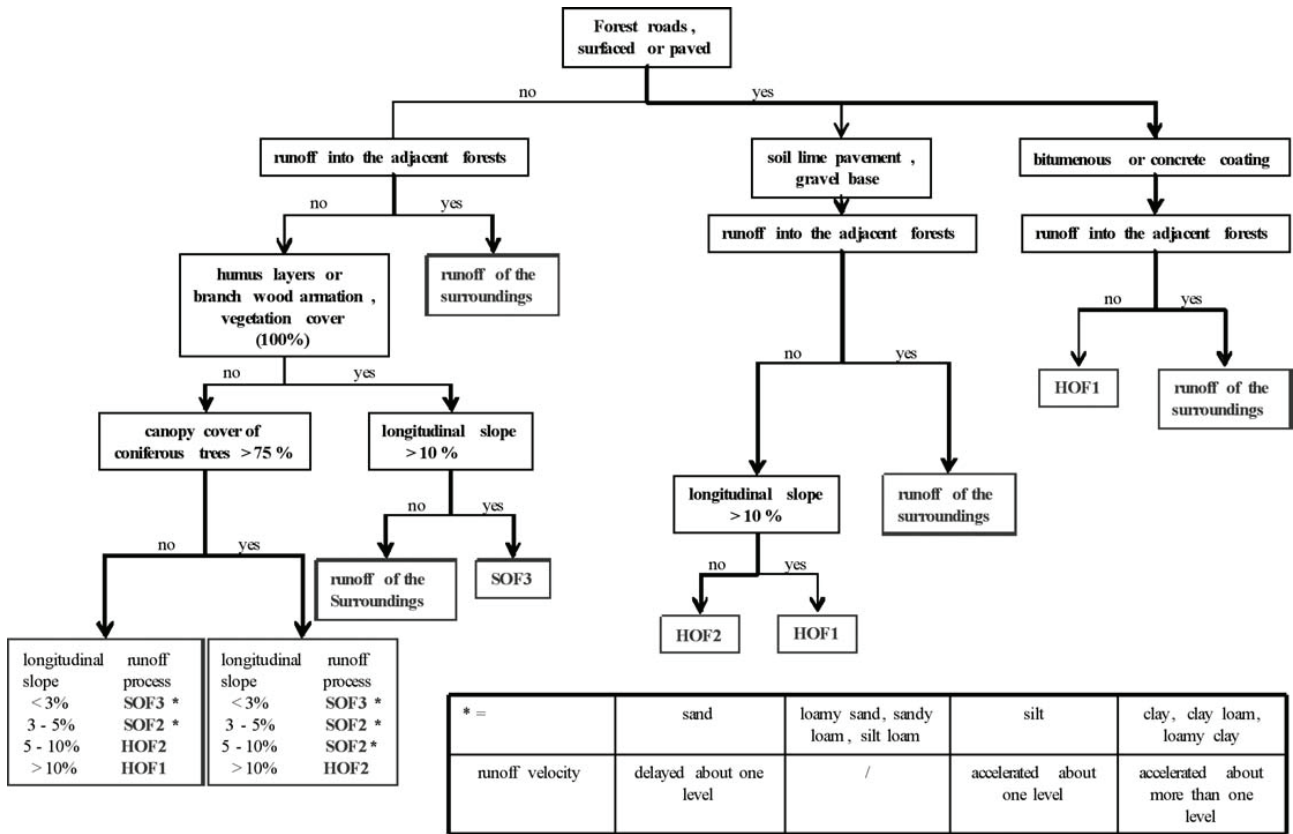 Forest roads ,
surfaced or paved
no
yes
runoff into the adjacent forests
soil lime pavement ,
gravel base
bitumenous or concrete coating
no
yes
runoff into the adjacent forests
runoff into the adjacent forests
humus layers or
branch wood armation ,
vegetation cover
(100%)
runoff of the
surroundings
no
yes
no
yes
HOF1
runoff of the
surroundings
no
yes
canopy cover of
coniferous trees > 75 %
longitudinal slope
> 10 %
longitudinal slope
> 10 %
runoff of the
surroundings
no
yes
no
yes
runoff of the
Surroundings
SOF3
no
yes
HOF2
HOF1
longitudinal runoff
slope process
< 3% SOF3 *
3 - 5% SOF2 *
5 - 10% HOF2
> 10% HOF1
longitudinal runoff
slope process
< 3% SOF3 *
3 - 5% SOF2 *
5 - 10% SOF2 *
> 10% HOF2
* = sand loamy sand, sandy silt clay, clay loam,
loam , silt loam loamy clay
runoff velocity delayed about one / accelerated about accelerated about
level one level more than one
level